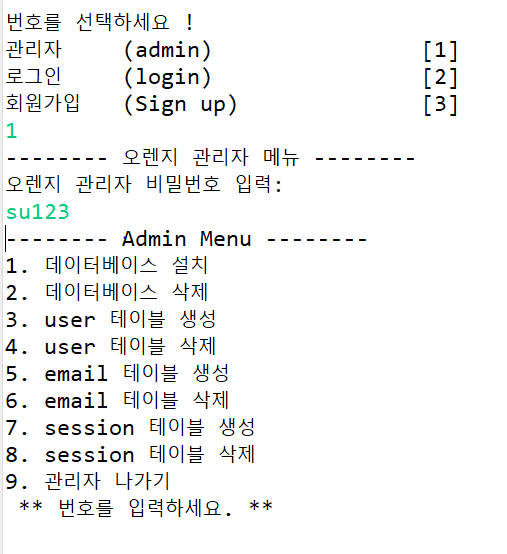 번호를 선택하세요 !
관리자 (admin) [1]
로그인 (login) [2]
회원가입 (Sign up) [3]
1
-------- 오렌지 관리자 메뉴 --------
오렌지 관리자 비밀번호 입력:
su123
-------- Admin Menu --------
1. 데이터베이스 설치
2. 데이터베이스 삭제
3. user 테이블 생성
4. user 테이블 삭제
5. email 테이블 생성
6. email 테이블 삭제
7. session 테이블 생성
8. session 테이블 삭제
9. 관리자 나가기
** 번호를 입력하세요. **